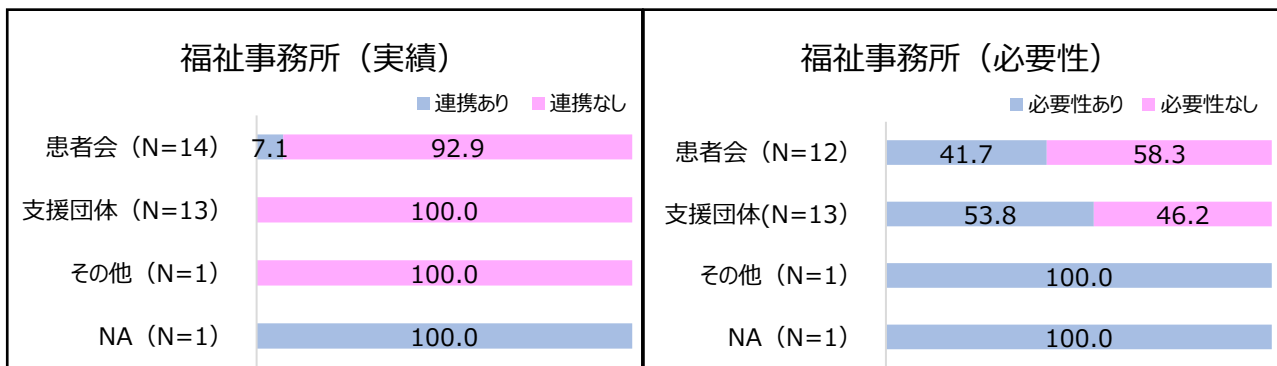 福祉事務所（実績）
連携あり 連携なし
患者会（N=14） 7.1 92.9
支援団体（N=13） 100.0
その他（N=1） 100.0
NA（N=1） 100.0
福祉事務所（必要性）
必要性あり 必要性なし
患者会（N=12） 41.7 58.3
支援団体(N=13） 53.8 46.2
その他（N=1） 100.0
NA（N=1） 100.0